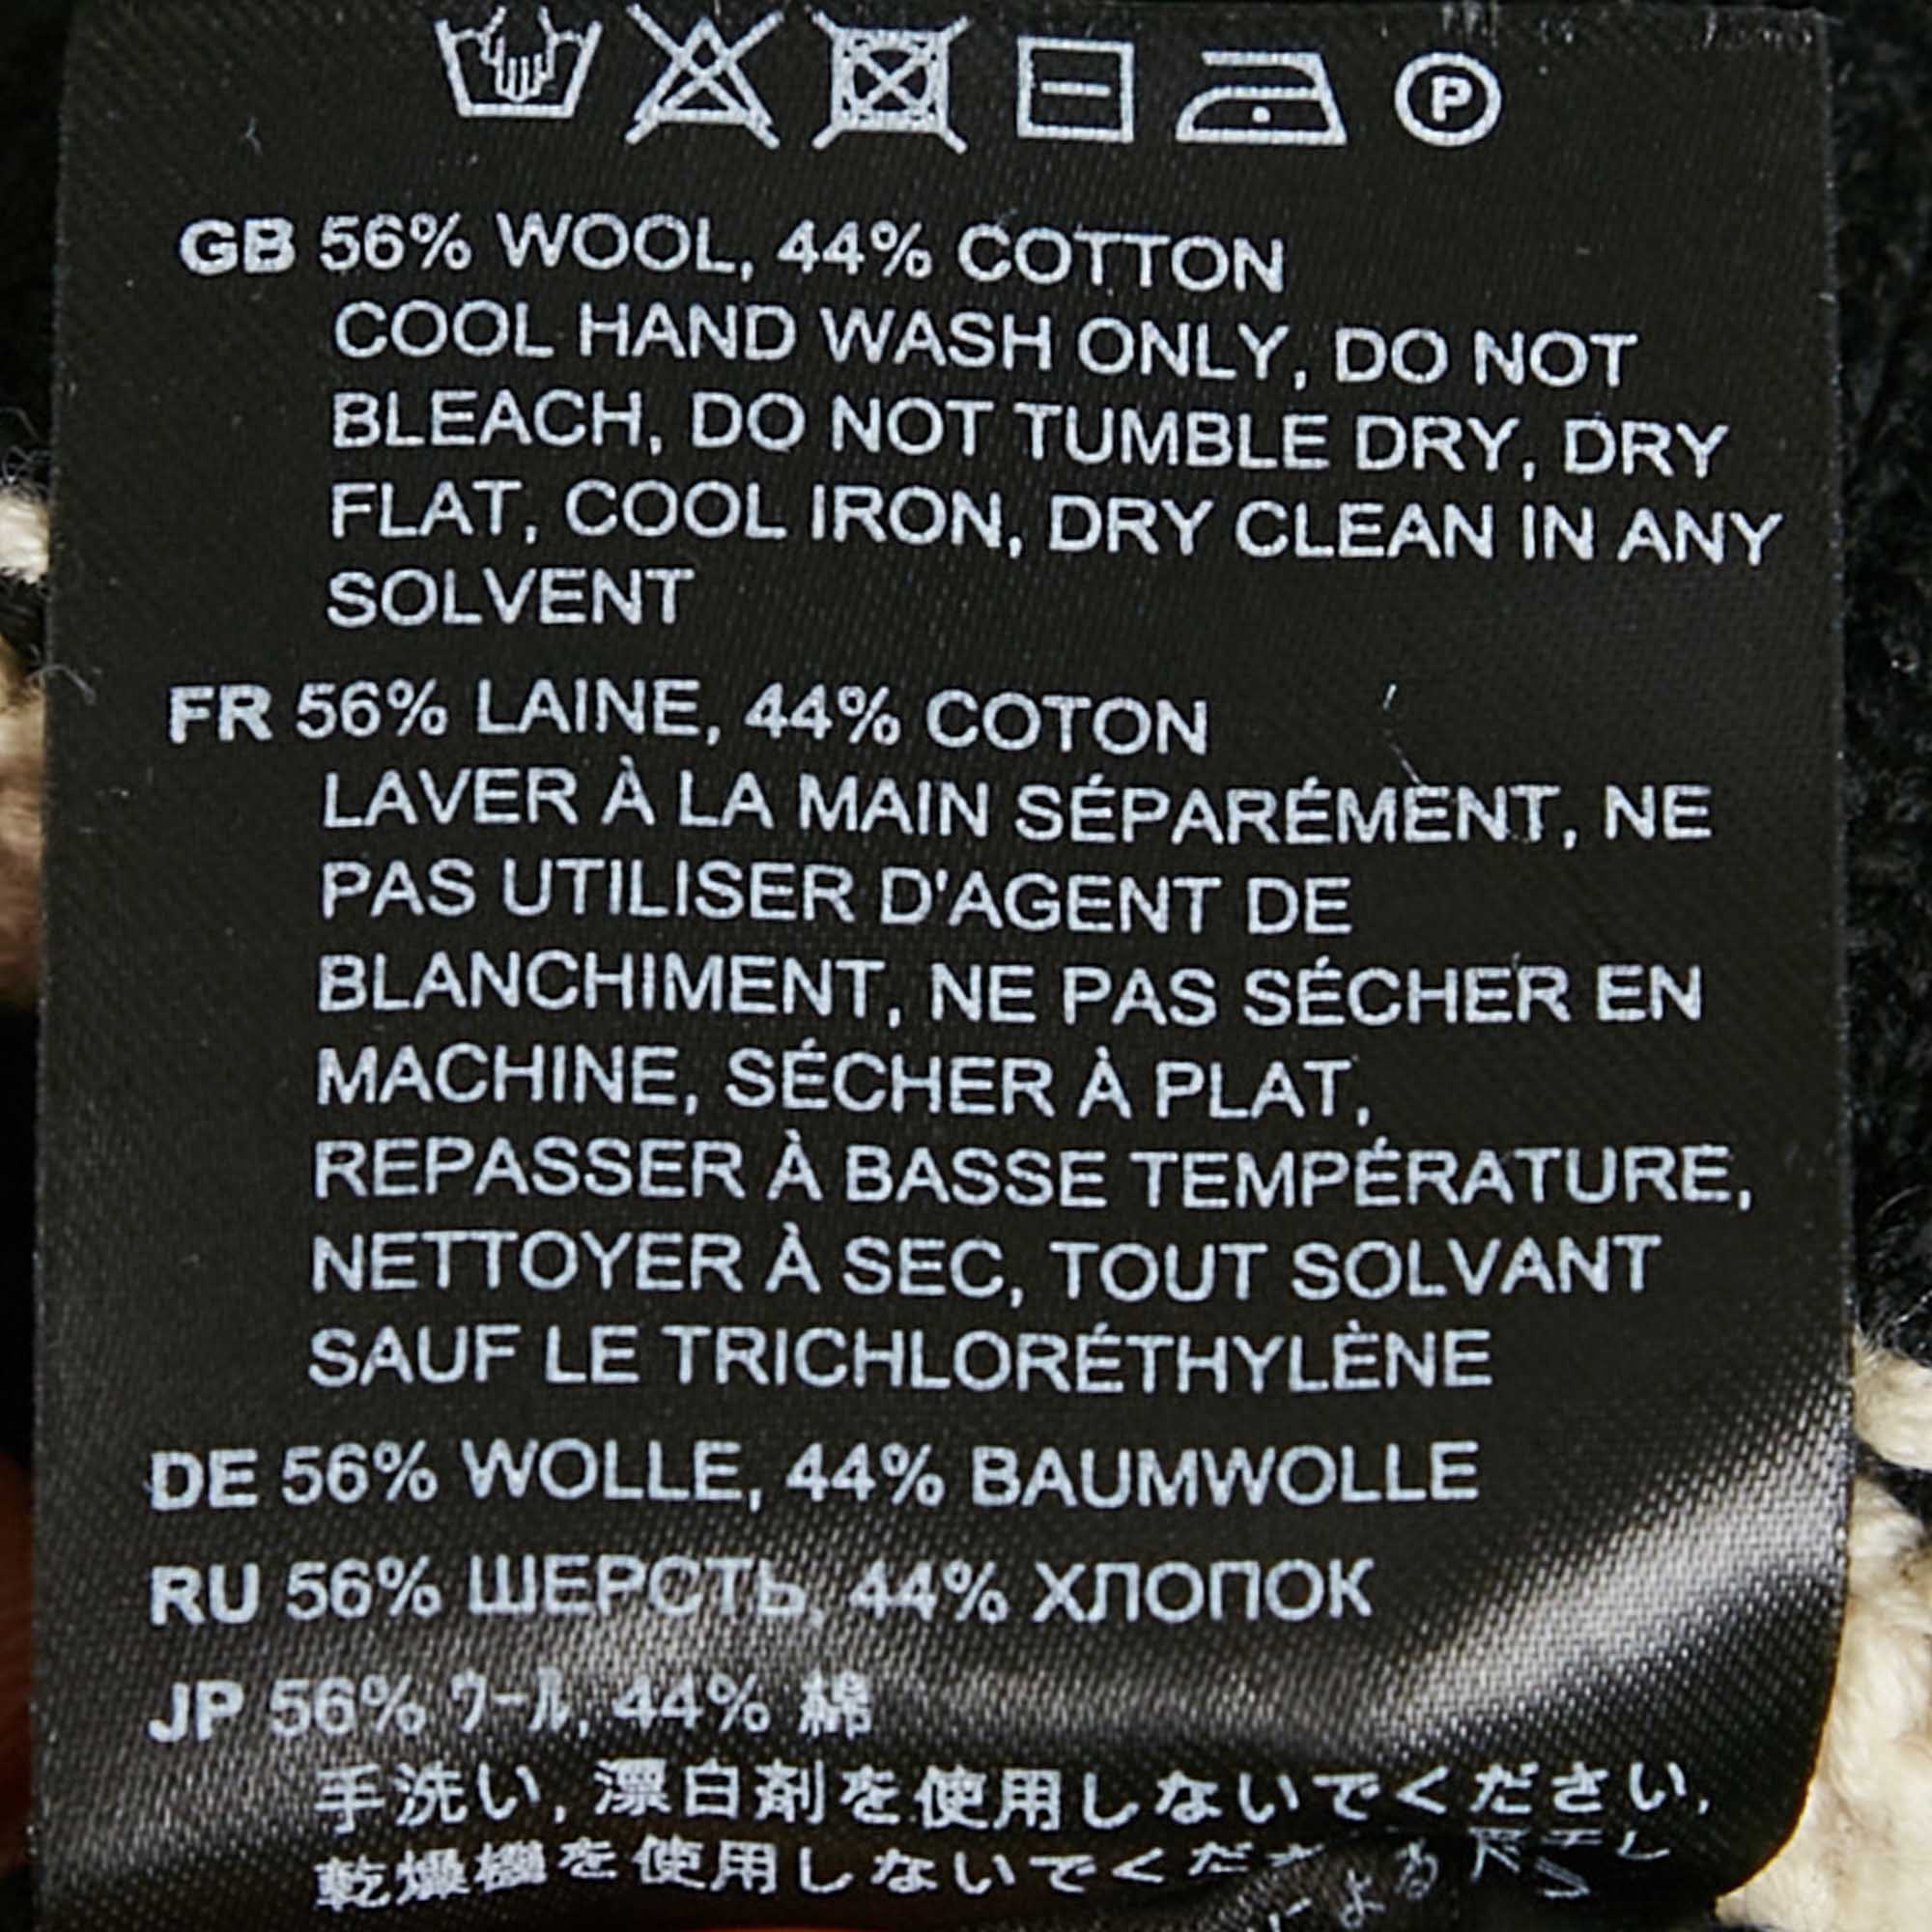 P
GB 56% WOOL, 44% COTTON
COOL HAND WASH ONLY, DO NOT
BLEACH, DO NOT TUMBLE DRY, DRY
FLAT, COOL IRON, DRY CLEAN IN ANY
SOLVENT
FR 56% LAINE, 44% COTON
LAVER À LA MAIN SÉPARÉMENT, NE
PAS UTILISER D'AGENT DE
BLANCHIMENT, NE PAS SÉCHER EN
MACHINE, SÉCHER À PLAT,
REPASSER À BASSE TEMPÉRATURE,
NETTOYER À SEC, TOUT SOLVANT
SAUF LE TRICHLORÉTHYLÈNE
DE 56% WOLLE, 44% BAUMWOLLE
RU 56% ШЕРСТЬ, 44% ХЛОПОК
JP 56% ウール, 44% 綿
手洗い, 漂白剤を使用しないでください,
乾燥機を使用しないでくだ